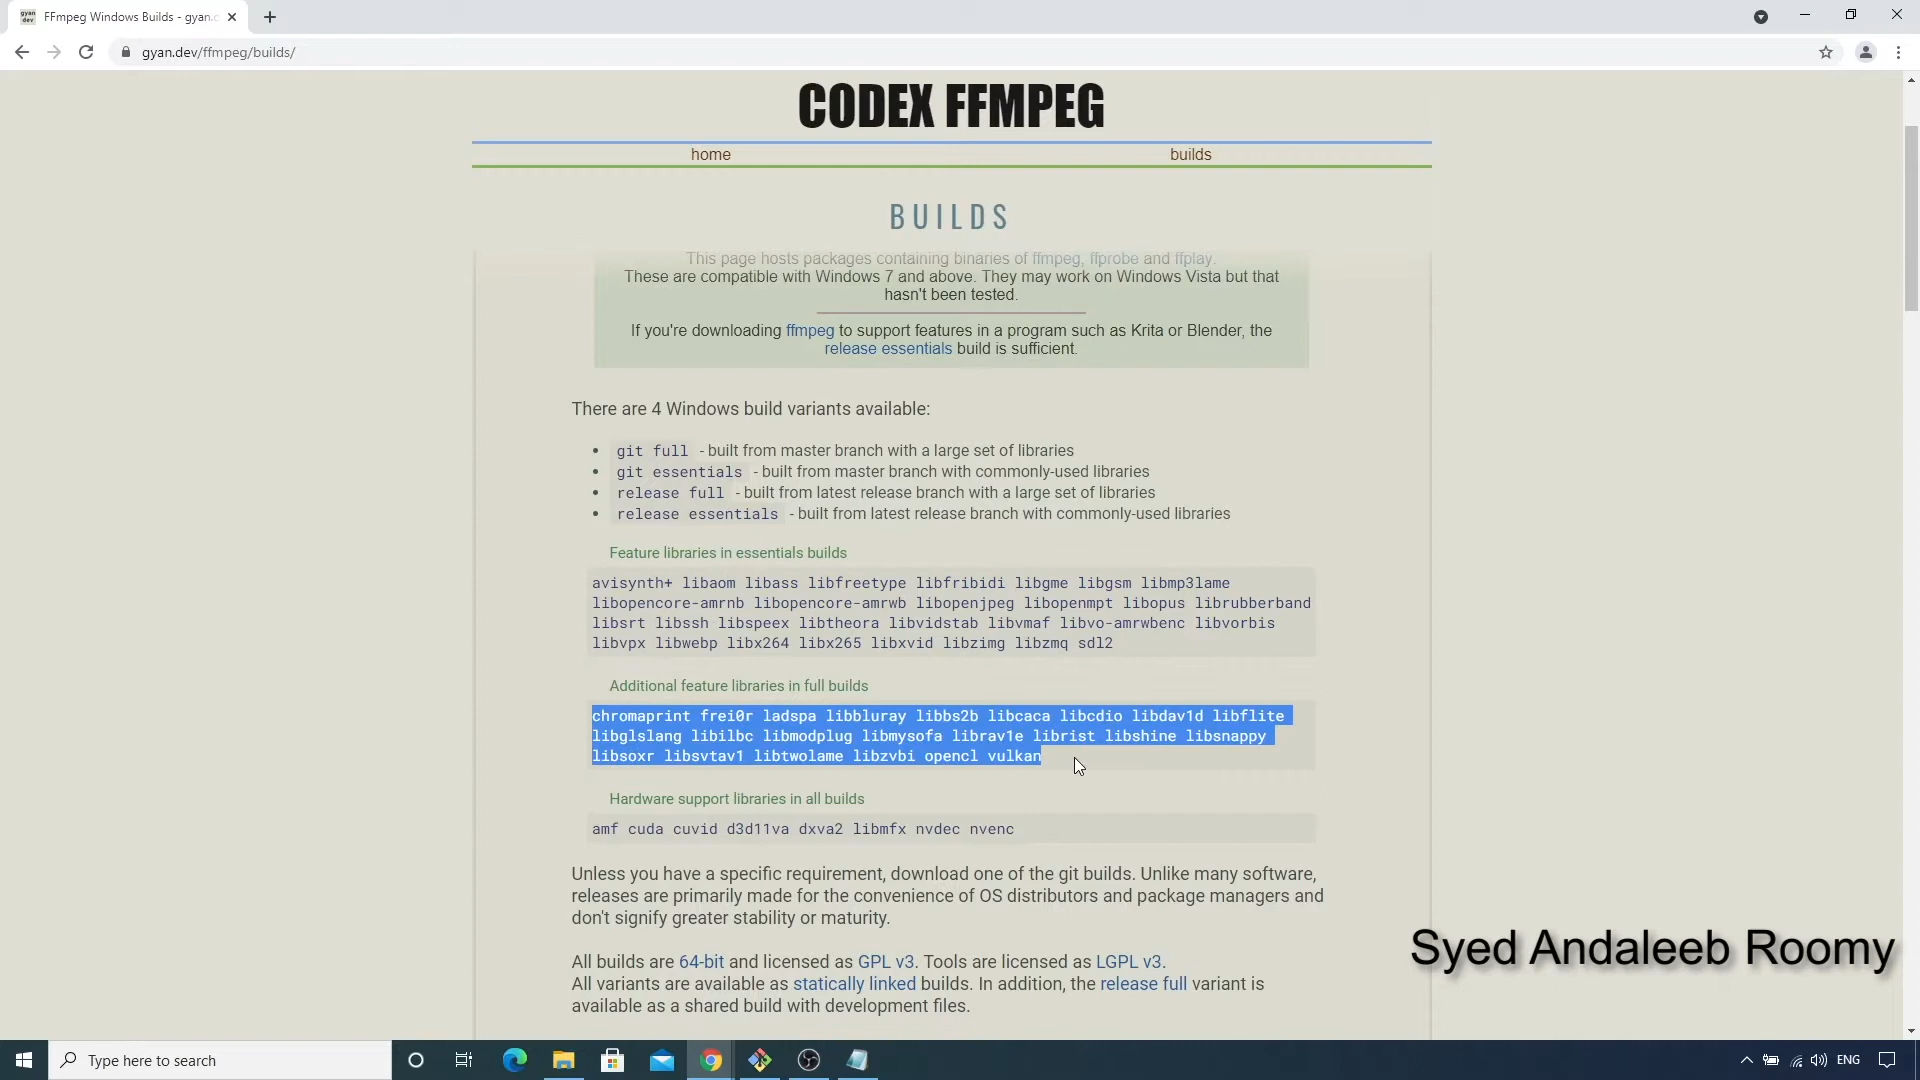 FFmpeg Windows Builds - gyan.d
gyan.dev/ffmpeg/builds/
CODEX FFMPEG
home builds
BUILDS
This page hosts packages containing binaries of ffmpeg, ffprobe and ffplay.
These are compatible with Windows 7 and above. They may work on Windows Vista but that
hasn't been tested.
If you're downloading ffmpeg to support features in a program such as Krita or Blender, the
release essentials build is sufficient.
There are 4 Windows build variants available:
• git full - built from master branch with a large set of libraries
• git essentials - built from master branch with commonly-used libraries
• release full - built from latest release branch with a large set of libraries
• release essentials - built from latest release branch with commonly-used libraries
Feature libraries in essentials builds
avisynth+ libaom libass libfreetype libfribidi libgme libgsm libmp3lame
libopencore-amrnb libopencore-amrwb libopenjpeg libopenmpt libopus librubberband
libsrt libssh libspeex libtheora libvidstab libvmaf libvo-amrwbenc libvorbis
libvpx libwebp libx264 libx265 libxvid libzimg libzmq sdl2
Additional feature libraries in full builds
chromaprint frei0r ladspa libbluray libbs2b libcaca libcdio libdav1d libflite
libglslang libilbc libmodplug libmysofa librav1e librist libshine libsnappy
libsoxr libsvtav1 libtwolame libzvbi opencl vulkan
Hardware support libraries in all builds
amf cuda cuvid d3d11va dxva2 libmfx nvdec nvenc
Unless you have a specific requirement, download one of the git builds. Unlike many software,
releases are primarily made for the convenience of OS distributors and package managers and
don't signify greater stability or maturity.
All builds are 64-bit and licensed as GPL v3. Tools are licensed as LGPL v3.
All variants are available as statically linked builds. In addition, the release full variant is
available as a shared build with development files.
Syed Andaleeb Roomy
Type here to search
ENG